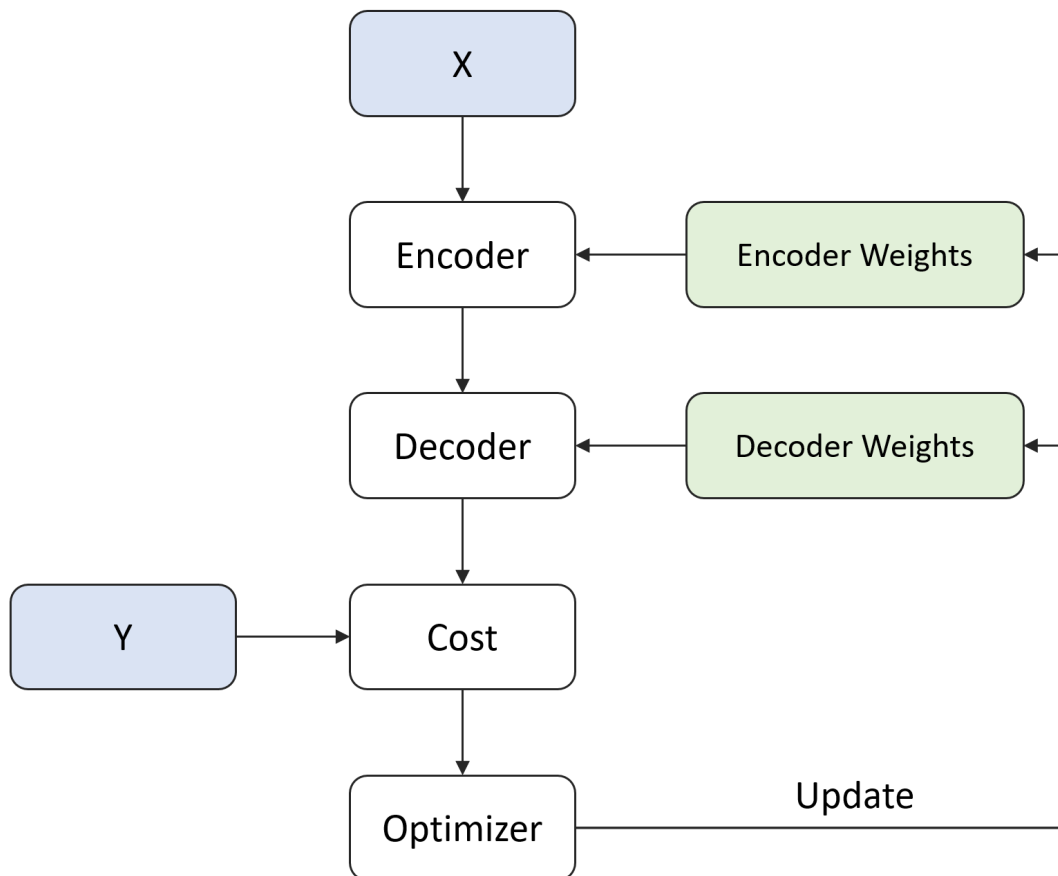 X
Encoder
Encoder Weights
Decoder
Decoder Weights
Y
Cost
Update
Optimizer